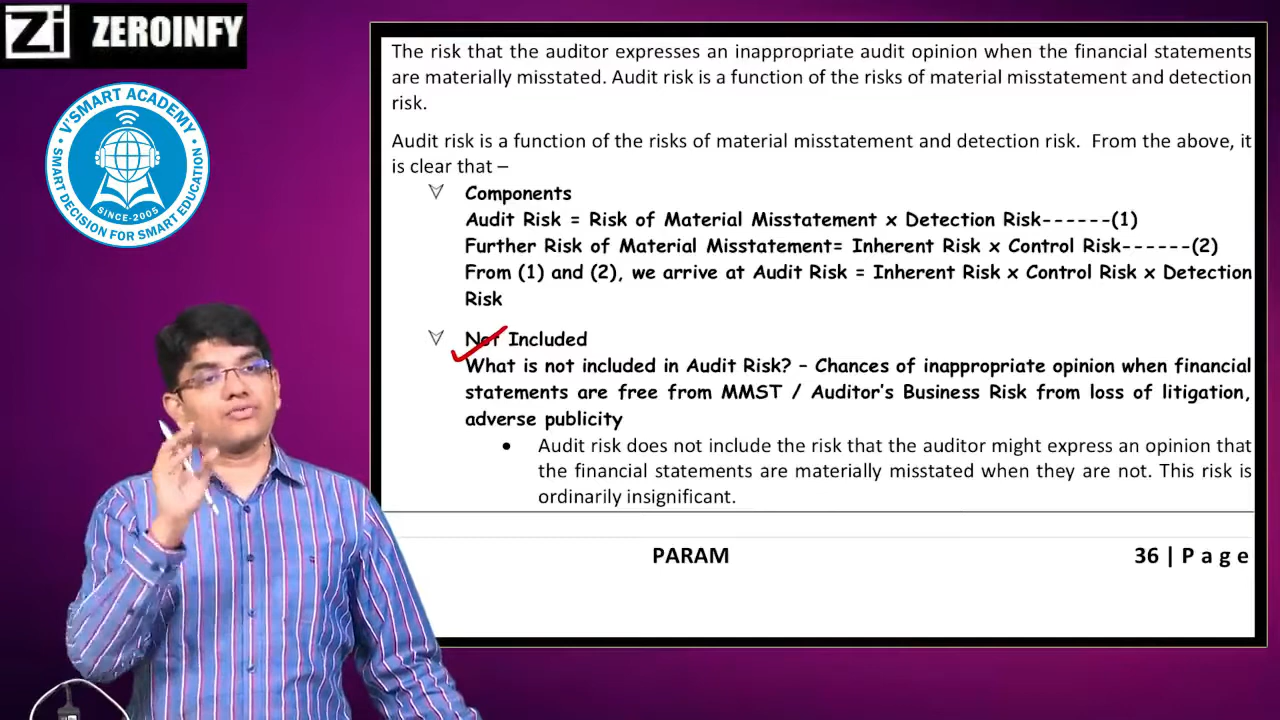 Zi ZEROINFY
V'SMART ACADEMY
SMART DECISION FOR SMART EDUCATION
SINCE-2005
The risk that the auditor expresses an inappropriate audit opinion when the financial statements
are materially misstated. Audit risk is a function of the risks of material misstatement and detection
risk.
Audit risk is a function of the risks of material misstatement and detection risk. From the above, it
is clear that –
Components
Audit Risk = Risk of Material Misstatement x Detection Risk------(1)
Further Risk of Material Misstatement= Inherent Risk x Control Risk------(2)
From (1) and (2), we arrive at Audit Risk = Inherent Risk x Control Risk x Detection
Risk
Not Included
What is not included in Audit Risk? – Chances of inappropriate opinion when financial
statements are free from MMST / Auditor's Business Risk from loss of litigation,
adverse publicity
• Audit risk does not include the risk that the auditor might express an opinion that
the financial statements are materially misstated when they are not. This risk is
ordinarily insignificant.
PARAM 36 | P a g e